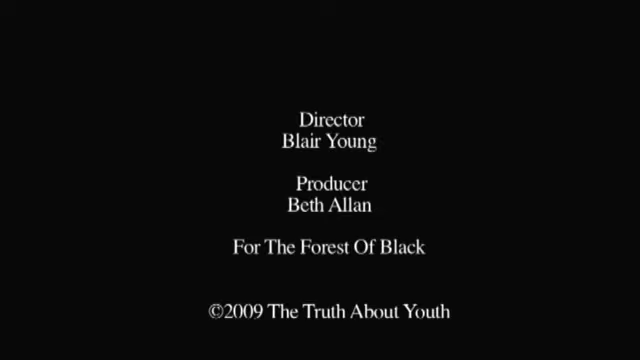 Director
Blair Young
Producer
Beth Allan
For The Forest Of Black
©2009 The Truth About Youth